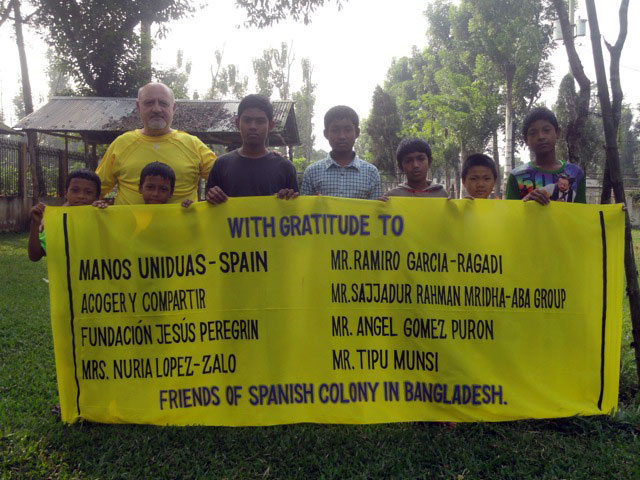 WITH GRATITUDE TO
MANOS UNIDUAS-SPAIN
ACOGER Y COMPARTIR
FUNDACIÓN JESÚS PEREGRIN
MRS. NURIA LOPEZ-ZALO
MR. RAMIRO GARCIA-RAGADI
MR. SAJJADUR RAHMAN MRIDHA-ABA GROUP
MR. ANGEL GOMEZ PURON
MR. TIPU MUNSI
FRIENDS OF SPANISH COLONY IN BANGLADESH.